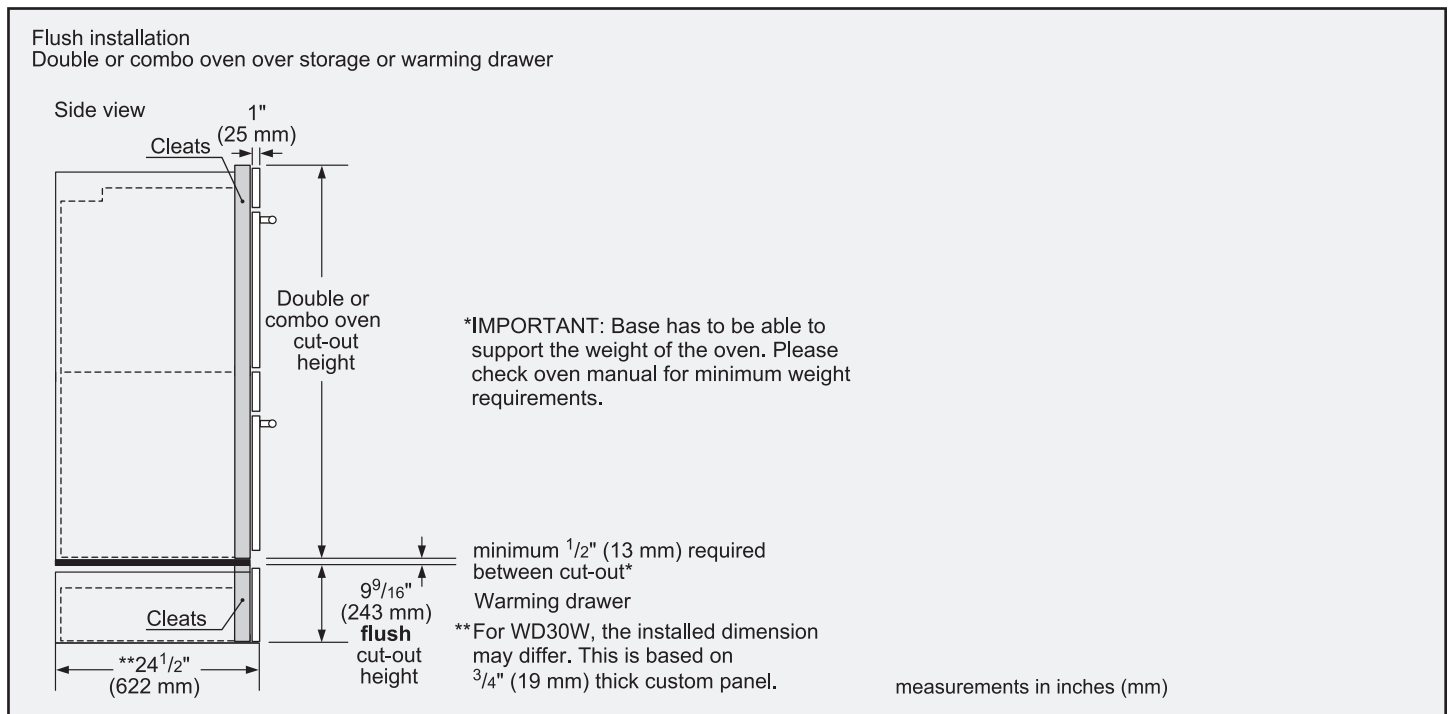 Flush installation
Double or combo oven over storage or warming drawer
Side view
1"
(25 mm)
Cleats
Double or
combo oven
cut-out
height
*IMPORTANT: Base has to be able to
support the weight of the oven. Please
check oven manual for minimum weight
requirements.
minimum 1/2" (13 mm) required
between cut-out*
9 9/16"
(243 mm)
flush
cut-out
height
Warming drawer
Cleats
**For WD30W, the installed dimension
may differ. This is based on
3/4" (19 mm) thick custom panel.
**24 1/2"
(622 mm)
measurements in inches (mm)